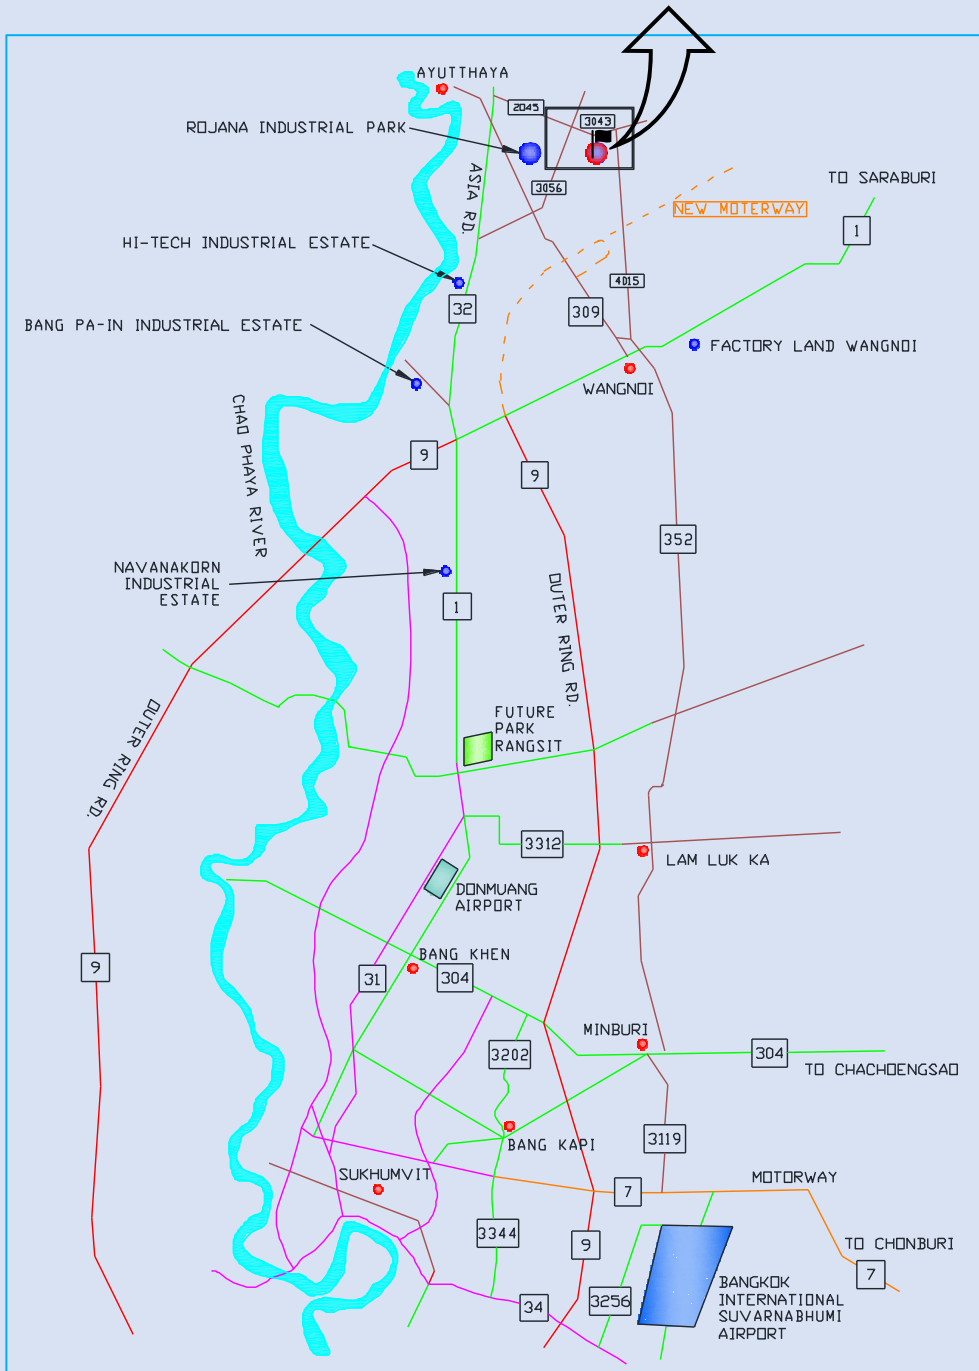 AYUTTHAYA
2045
3043
ROJANA INDUSTRIAL PARK
ASIA RD.
3056
TO SARABURI
NEW MOTERWAY
1
HI-TECH INDUSTRIAL ESTATE
32
309
4015
BANG PA-IN INDUSTRIAL ESTATE
FACTORY LAND WANGNOI
WANGNOI
CHAO PHAYA RIVER
9
9
352
NAVANAKORN
INDUSTRIAL
ESTATE
1
OUTER RING RD.
OUTER RING RD.
FUTURE
PARK
RANGSIT
3312
LAM LUK KA
DONMUANG
AIRPORT
BANG KHEN
9
31
304
MINBURI
3202
304
TO CHACHOENGSAO
BANG KAPI
3119
SUKHUMVIT
MOTORWAY
7
3344
9
TO CHONBURI
7
3256
34
BANGKOK
INTERNATIONAL
SUVARNABHUMI
AIRPORT